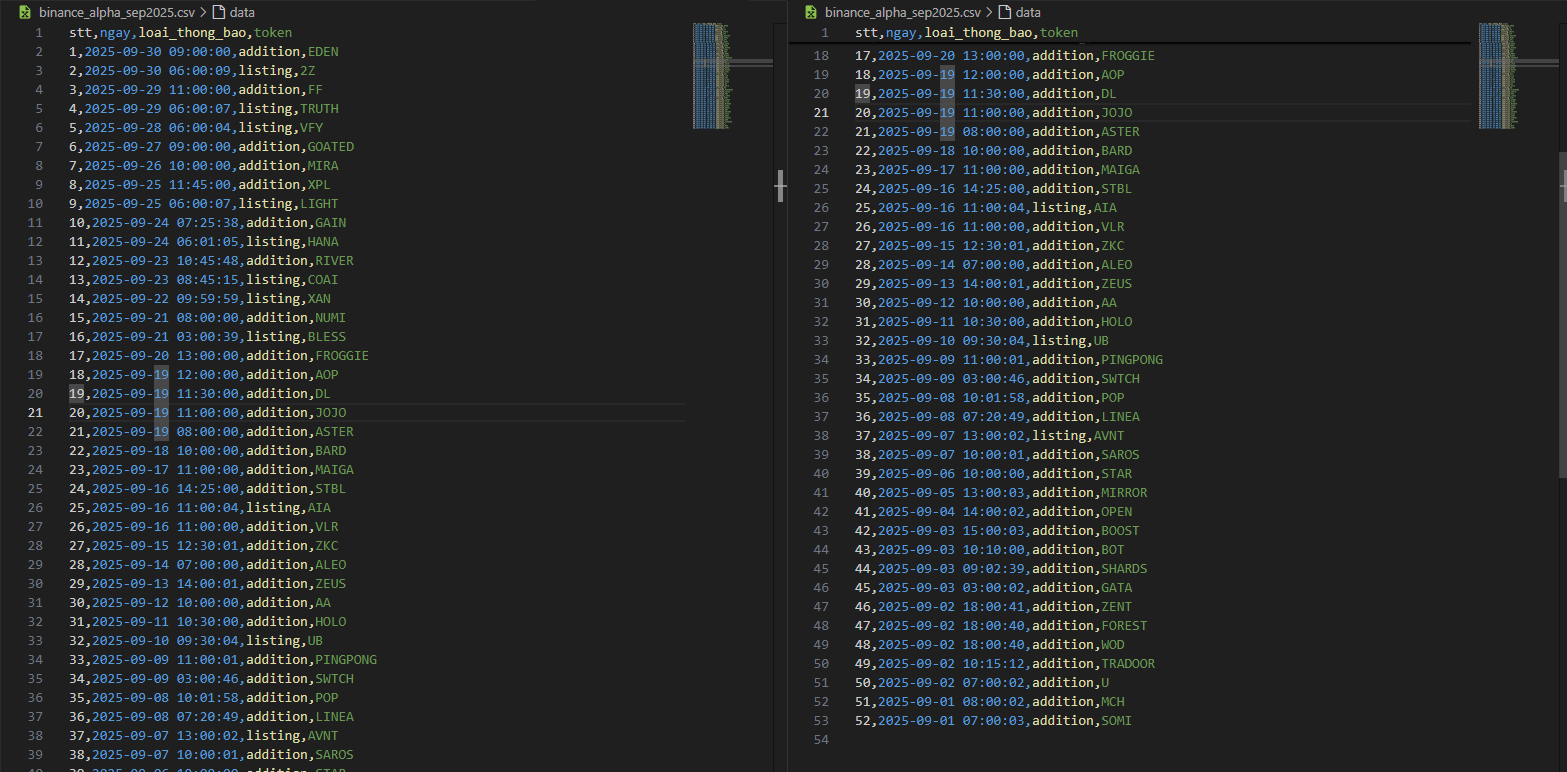 binance_alpha_sep2025.csv > data
1 stt,ngay,loai_thong_bao,token
2 1,2025-09-30 09:00:00,addition,EDEN
3 2,2025-09-30 06:00:09,listing,2Z
4 3,2025-09-29 11:00:00,addition,FF
5 4,2025-09-29 06:00:07,listing,TRUTH
6 5,2025-09-28 06:00:04,listing,VFY
7 6,2025-09-27 09:00:00,addition,GOATED
8 7,2025-09-26 10:00:00,addition,MIRA
9 8,2025-09-25 11:45:00,addition,XPL
10 9,2025-09-25 06:00:07,listing,LIGHT
11 10,2025-09-24 07:25:38,addition,GAIN
12 11,2025-09-24 06:01:05,listing,HANA
13 12,2025-09-23 10:45:48,addition,RIVER
14 13,2025-09-23 08:45:15,listing,COAI
15 14,2025-09-22 09:59:59,listing,XAN
16 15,2025-09-21 08:00:00,addition,NUMI
17 16,2025-09-21 03:00:39,listing,BLESS
18 17,2025-09-20 13:00:00,addition,FROGGIE
19 18,2025-09-19 12:00:00,addition,AOP
20 19,2025-09-19 11:30:00,addition,DL
21 20,2025-09-19 11:00:00,addition,JOJO
22 21,2025-09-19 08:00:00,addition,ASTER
23 22,2025-09-18 10:00:00,addition,BARD
24 23,2025-09-17 11:00:00,addition,MAIGA
25 24,2025-09-16 14:25:00,addition,STBL
26 25,2025-09-16 11:00:04,listing,AIA
27 26,2025-09-16 11:00:00,addition,VLR
28 27,2025-09-15 12:30:01,addition,ZKC
29 28,2025-09-14 07:00:00,addition,ALEO
30 29,2025-09-13 14:00:01,addition,ZEUS
31 30,2025-09-12 10:00:00,addition,AA
32 31,2025-09-11 10:30:00,addition,HOLO
33 32,2025-09-10 09:30:04,listing,UB
34 33,2025-09-09 11:00:01,addition,PINGPONG
35 34,2025-09-09 03:00:46,addition,SWTCH
36 35,2025-09-08 10:01:58,addition,POP
37 36,2025-09-08 07:20:49,addition,LINEA
38 37,2025-09-07 13:00:02,listing,AVNT
39 38,2025-09-07 10:00:01,addition,SAROS
binance_alpha_sep2025.csv > data
1 stt,ngay,loai_thong_bao,token
18 17,2025-09-20 13:00:00,addition,FROGGIE
19 18,2025-09-19 12:00:00,addition,AOP
20 19,2025-09-19 11:30:00,addition,DL
21 20,2025-09-19 11:00:00,addition,JOJO
22 21,2025-09-19 08:00:00,addition,ASTER
23 22,2025-09-18 10:00:00,addition,BARD
24 23,2025-09-17 11:00:00,addition,MAIGA
25 24,2025-09-16 14:25:00,addition,STBL
26 25,2025-09-16 11:00:04,listing,AIA
27 26,2025-09-16 11:00:00,addition,VLR
28 27,2025-09-15 12:30:01,addition,ZKC
29 28,2025-09-14 07:00:00,addition,ALEO
30 29,2025-09-13 14:00:01,addition,ZEUS
31 30,2025-09-12 10:00:00,addition,AA
32 31,2025-09-11 10:30:00,addition,HOLO
33 32,2025-09-10 09:30:04,listing,UB
34 33,2025-09-09 11:00:01,addition,PINGPONG
35 34,2025-09-09 03:00:46,addition,SWTCH
36 35,2025-09-08 10:01:58,addition,POP
37 36,2025-09-08 07:20:49,addition,LINEA
38 37,2025-09-07 13:00:02,listing,AVNT
39 38,2025-09-07 10:00:01,addition,SAROS
40 39,2025-09-06 10:00:00,addition,STAR
41 40,2025-09-05 13:00:03,addition,MIRROR
42 41,2025-09-04 14:00:02,addition,OPEN
43 42,2025-09-03 15:00:03,addition,BOOST
44 43,2025-09-03 10:10:00,addition,BOT
45 44,2025-09-03 09:02:39,addition,SHARDS
46 45,2025-09-03 03:00:02,addition,GATA
47 46,2025-09-02 18:00:41,addition,ZENT
48 47,2025-09-02 18:00:40,addition,FOREST
49 48,2025-09-02 18:00:40,addition,WOD
50 49,2025-09-02 10:15:12,addition,TRADOOR
51 50,2025-09-02 07:00:02,addition,U
52 51,2025-09-01 08:00:02,addition,MCH
53 52,2025-09-01 07:00:03,addition,SOMI
54